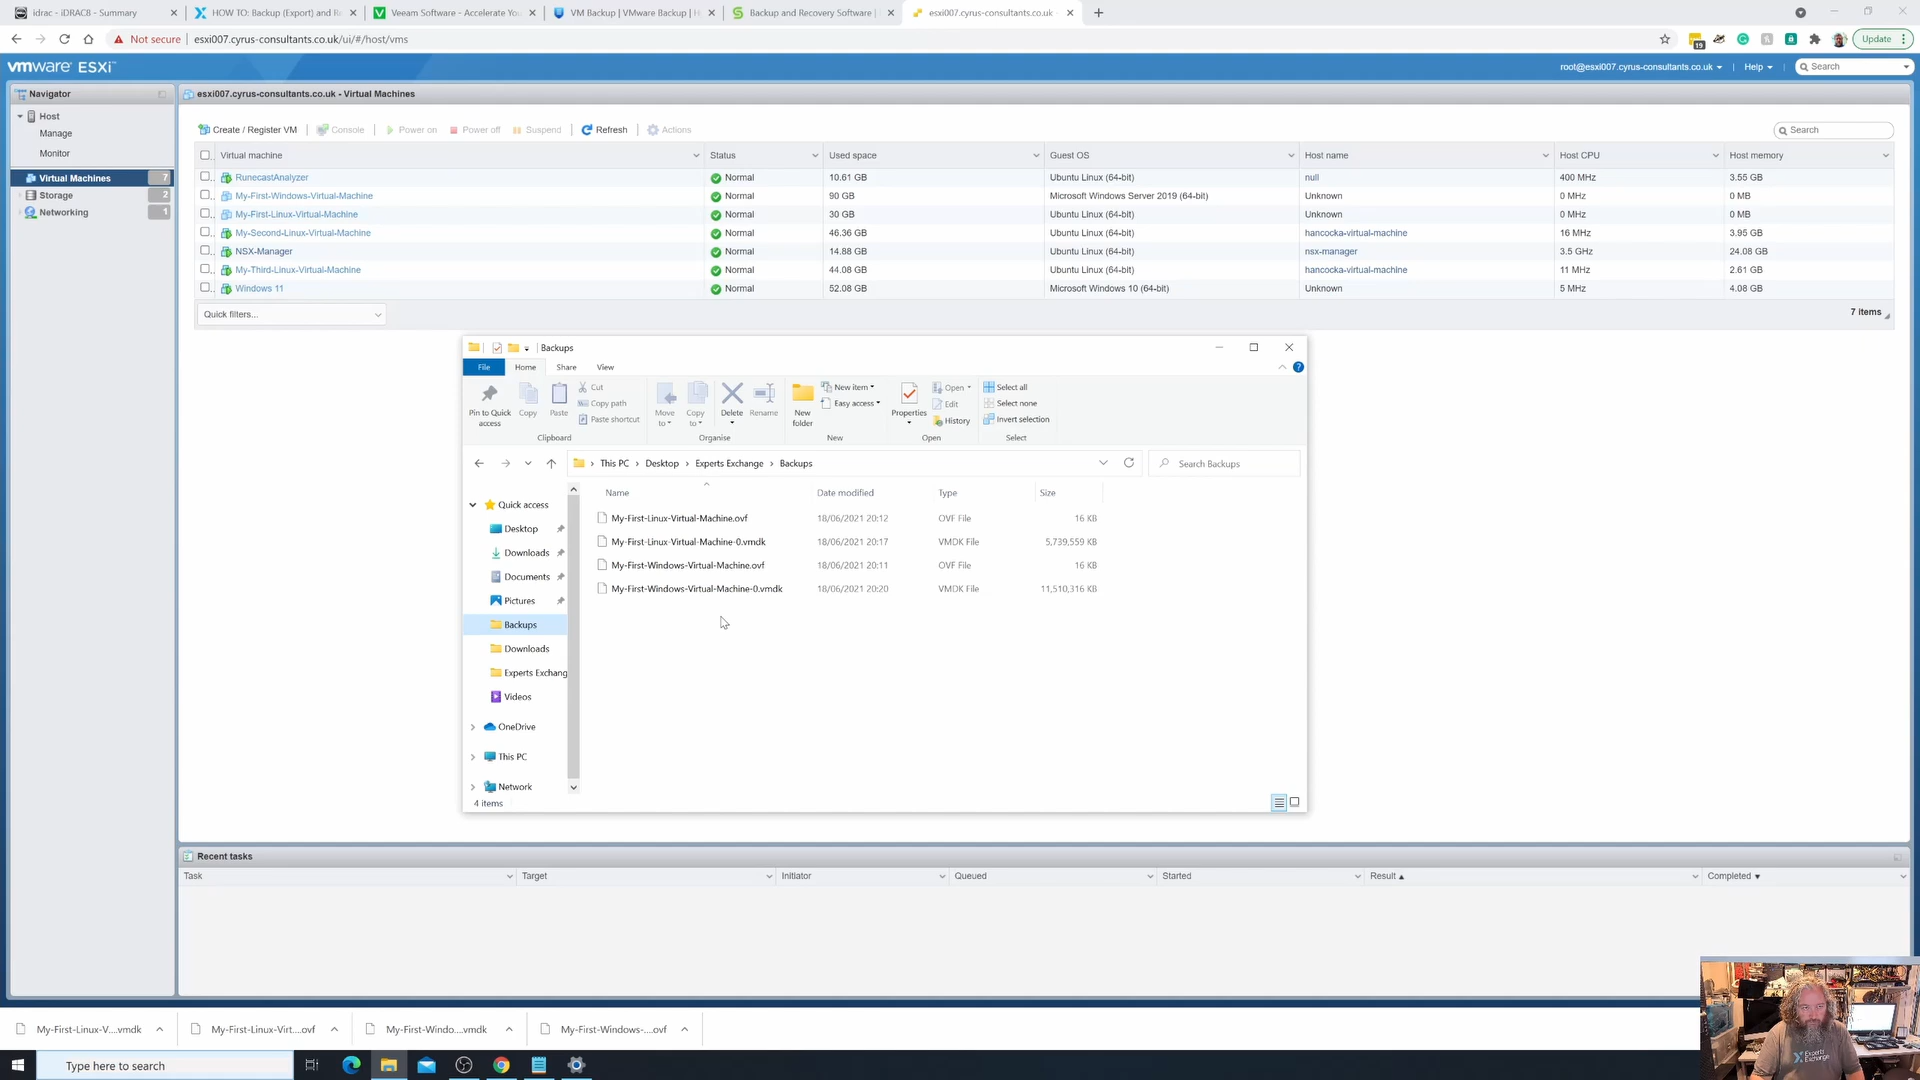 idrac - iDRAC8 - Summary
HOW TO: Backup (Export) and R
Veeam Software - Accelerate You
VM Backup | VMware Backup | H
Backup and Recovery Software |
esxi007.cyrus-consultants.co.uk -
Not secure
esxi007.cyrus-consultants.co.uk/ui/#/host/vms
19
Update
vmware ESXi
root@esxi007.cyrus-consultants.co.uk
Help
Search
Navigator
esxi007.cyrus-consultants.co.uk - Virtual Machines
Host
Manage
Monitor
Virtual Machines 7
Storage 2
Networking 1
Create / Register VM
Console
Power on
Power off
Suspend
Refresh
Actions
Search
Virtual machine Status Used space Guest OS Host name Host CPU Host memory
RunecastAnalyzer Normal 10.61 GB Ubuntu Linux (64-bit) null 400 MHz 3.55 GB
My-First-Windows-Virtual-Machine Normal 90 GB Microsoft Windows Server 2019 (64-bit) Unknown 0 MHz 0 MB
My-First-Linux-Virtual-Machine Normal 30 GB Ubuntu Linux (64-bit) Unknown 0 MHz 0 MB
My-Second-Linux-Virtual-Machine Normal 46.36 GB Ubuntu Linux (64-bit) hancocka-virtual-machine 16 MHz 3.95 GB
NSX-Manager Normal 14.88 GB Ubuntu Linux (64-bit) nsx-manager 3.5 GHz 24.08 GB
My-Third-Linux-Virtual-Machine Normal 44.08 GB Ubuntu Linux (64-bit) hancocka-virtual-machine 11 MHz 2.61 GB
Windows 11 Normal 52.08 GB Microsoft Windows 10 (64-bit) Unknown 5 MHz 4.08 GB
Quick filters...
7 items
Backups
File Home Share View
Pin to Quick access
Copy
Paste
Cut
Copy path
Paste shortcut
Clipboard
Move to
Copy to
Delete
Rename
Organise
New folder
New item
Easy access
New
Properties
Open
Edit
History
Open
Select all
Select none
Invert selection
Select
This PC > Desktop > Experts Exchange > Backups
Search Backups
Quick access
Desktop
Downloads
Documents
Pictures
Backups
Downloads
Experts Exchang
Videos
OneDrive
This PC
Network
Name Date modified Type Size
My-First-Linux-Virtual-Machine.ovf 18/06/2021 20:12 OVF File 16 KB
My-First-Linux-Virtual-Machine-0.vmdk 18/06/2021 20:17 VMDK File 5,739,559 KB
My-First-Windows-Virtual-Machine.ovf 18/06/2021 20:11 OVF File 16 KB
My-First-Windows-Virtual-Machine-0.vmdk 18/06/2021 20:20 VMDK File 11,510,316 KB
4 items
Recent tasks
Task Target Initiator Queued Started Result Completed
My-First-Linux-V....vmdk
My-First-Linux-Virt....ovf
My-First-Windo....vmdk
My-First-Windows-....ovf
Type here to search
Experts Exchange